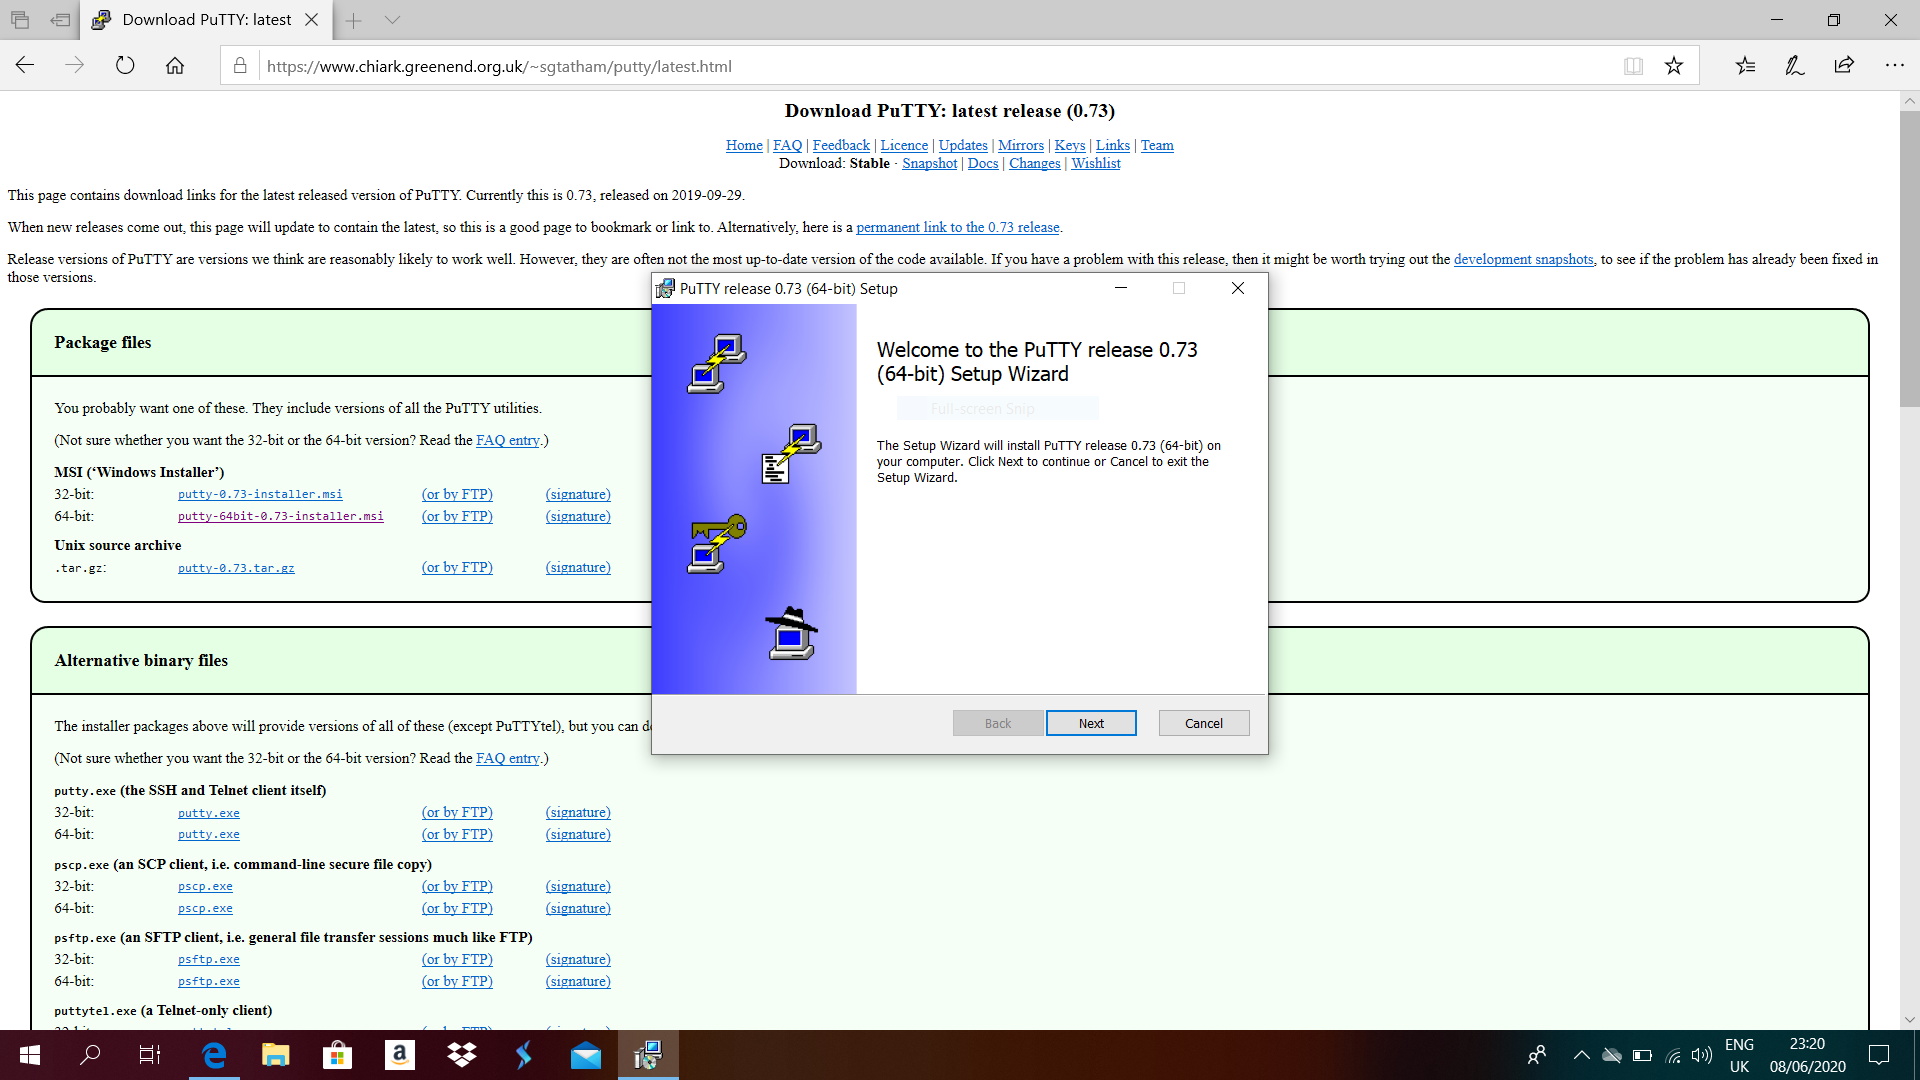 Download PuTTY: latest
https://www.chiark.greenend.org.uk/~sgtatham/putty/latest.html
Download PuTTY: latest release (0.73)
Home | FAQ | Feedback | Licence | Updates | Mirrors | Keys | Links | Team
Download: Stable · Snapshot | Docs | Changes | Wishlist
This page contains download links for the latest released version of PuTTY. Currently this is 0.73, released on 2019-09-29.
When new releases come out, this page will update to contain the latest, so this is a good page to bookmark or link to. Alternatively, here is a permanent link to the 0.73 release.
Release versions of PuTTY are versions we think are reasonably likely to work well. However, they are often not the most up-to-date version of the code available. If you have a problem with this release, then it might be worth trying out the development snapshots, to see if the problem has already been fixed in
those versions.
Package files
You probably want one of these. They include versions of all the PuTTY utilities.
(Not sure whether you want the 32-bit or the 64-bit version? Read the FAQ entry.)
MSI (‘Windows Installer’)
32-bit: putty-0.73-installer.msi (or by FTP) (signature)
64-bit: putty-64bit-0.73-installer.msi (or by FTP) (signature)
Unix source archive
.tar.gz: putty-0.73.tar.gz (or by FTP) (signature)
Alternative binary files
The installer packages above will provide versions of all of these (except PuTTYtel), but you can
(Not sure whether you want the 32-bit or the 64-bit version? Read the FAQ entry.)
putty.exe (the SSH and Telnet client itself)
32-bit: putty.exe (or by FTP) (signature)
64-bit: putty.exe (or by FTP) (signature)
pscp.exe (an SCP client, i.e. command-line secure file copy)
32-bit: pscp.exe (or by FTP) (signature)
64-bit: pscp.exe (or by FTP) (signature)
psftp.exe (an SFTP client, i.e. general file transfer sessions much like FTP)
32-bit: psftp.exe (or by FTP) (signature)
64-bit: psftp.exe (or by FTP) (signature)
puttytel.exe (a Telnet-only client)
PuTTY release 0.73 (64-bit) Setup
Welcome to the PuTTY release 0.73
(64-bit) Setup Wizard
Full-screen Snip
The Setup Wizard will install PuTTY release 0.73 (64-bit) on
your computer. Click Next to continue or Cancel to exit the
Setup Wizard.
Back Next Cancel
ENG
UK
23:20
08/06/2020